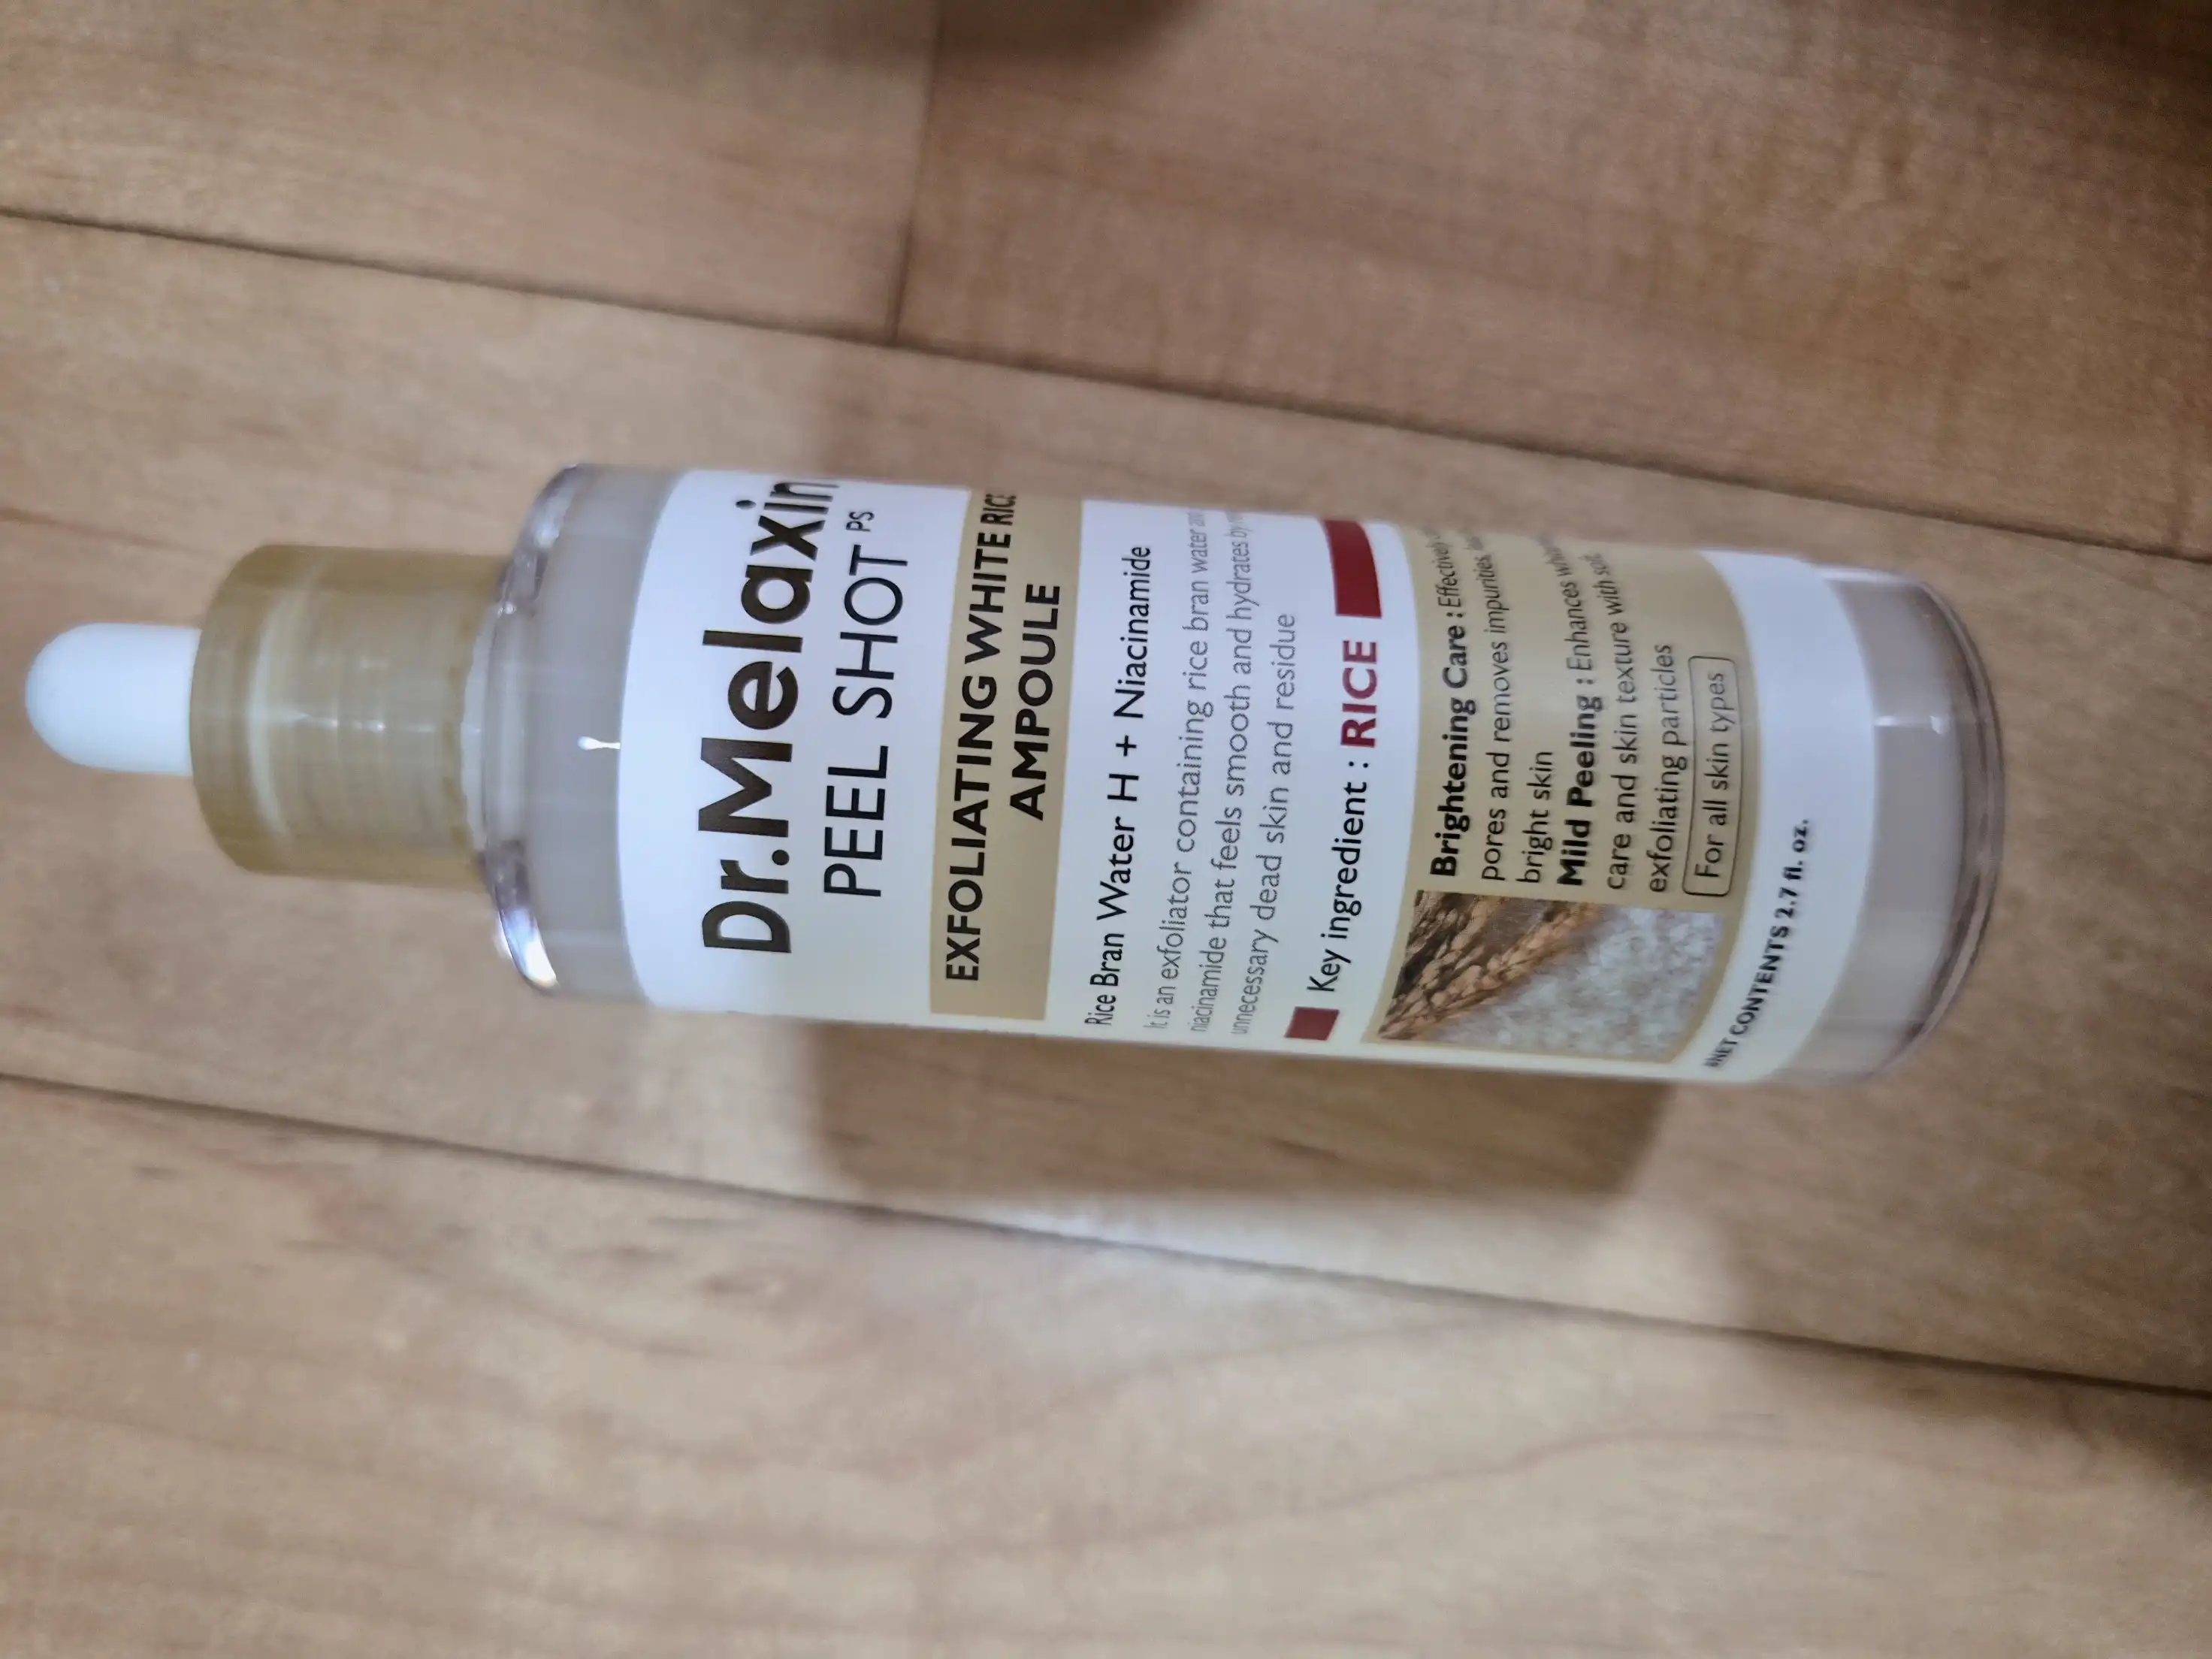 Dr.Melaxin
PEEL SHOT PS
EXFOLIATING WHITE RICE
AMPOULE
Rice Bran Water H + Niacinamide
It is an exfoliator containing rice bran water and
niacinamide that feels smooth and hydrates by
unnecessary dead skin and residue
Key ingredient : RICE
Brightening Care : Effectively
pores and removes impurities
bright skin
Mild Peeling : Enhances
care and skin texture with
exfoliating particles
For all skin types
NET CONTENTS 2.7 fl. oz.